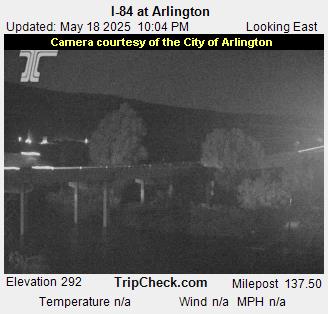 I-84 at Arlington
Updated: May 18 2025 10:04 PM Looking East
Camera courtesy of the City of Arlington
Elevation 292 TripCheck.com Milepost 137.50
Temperature n/a Wind n/a MPH n/a